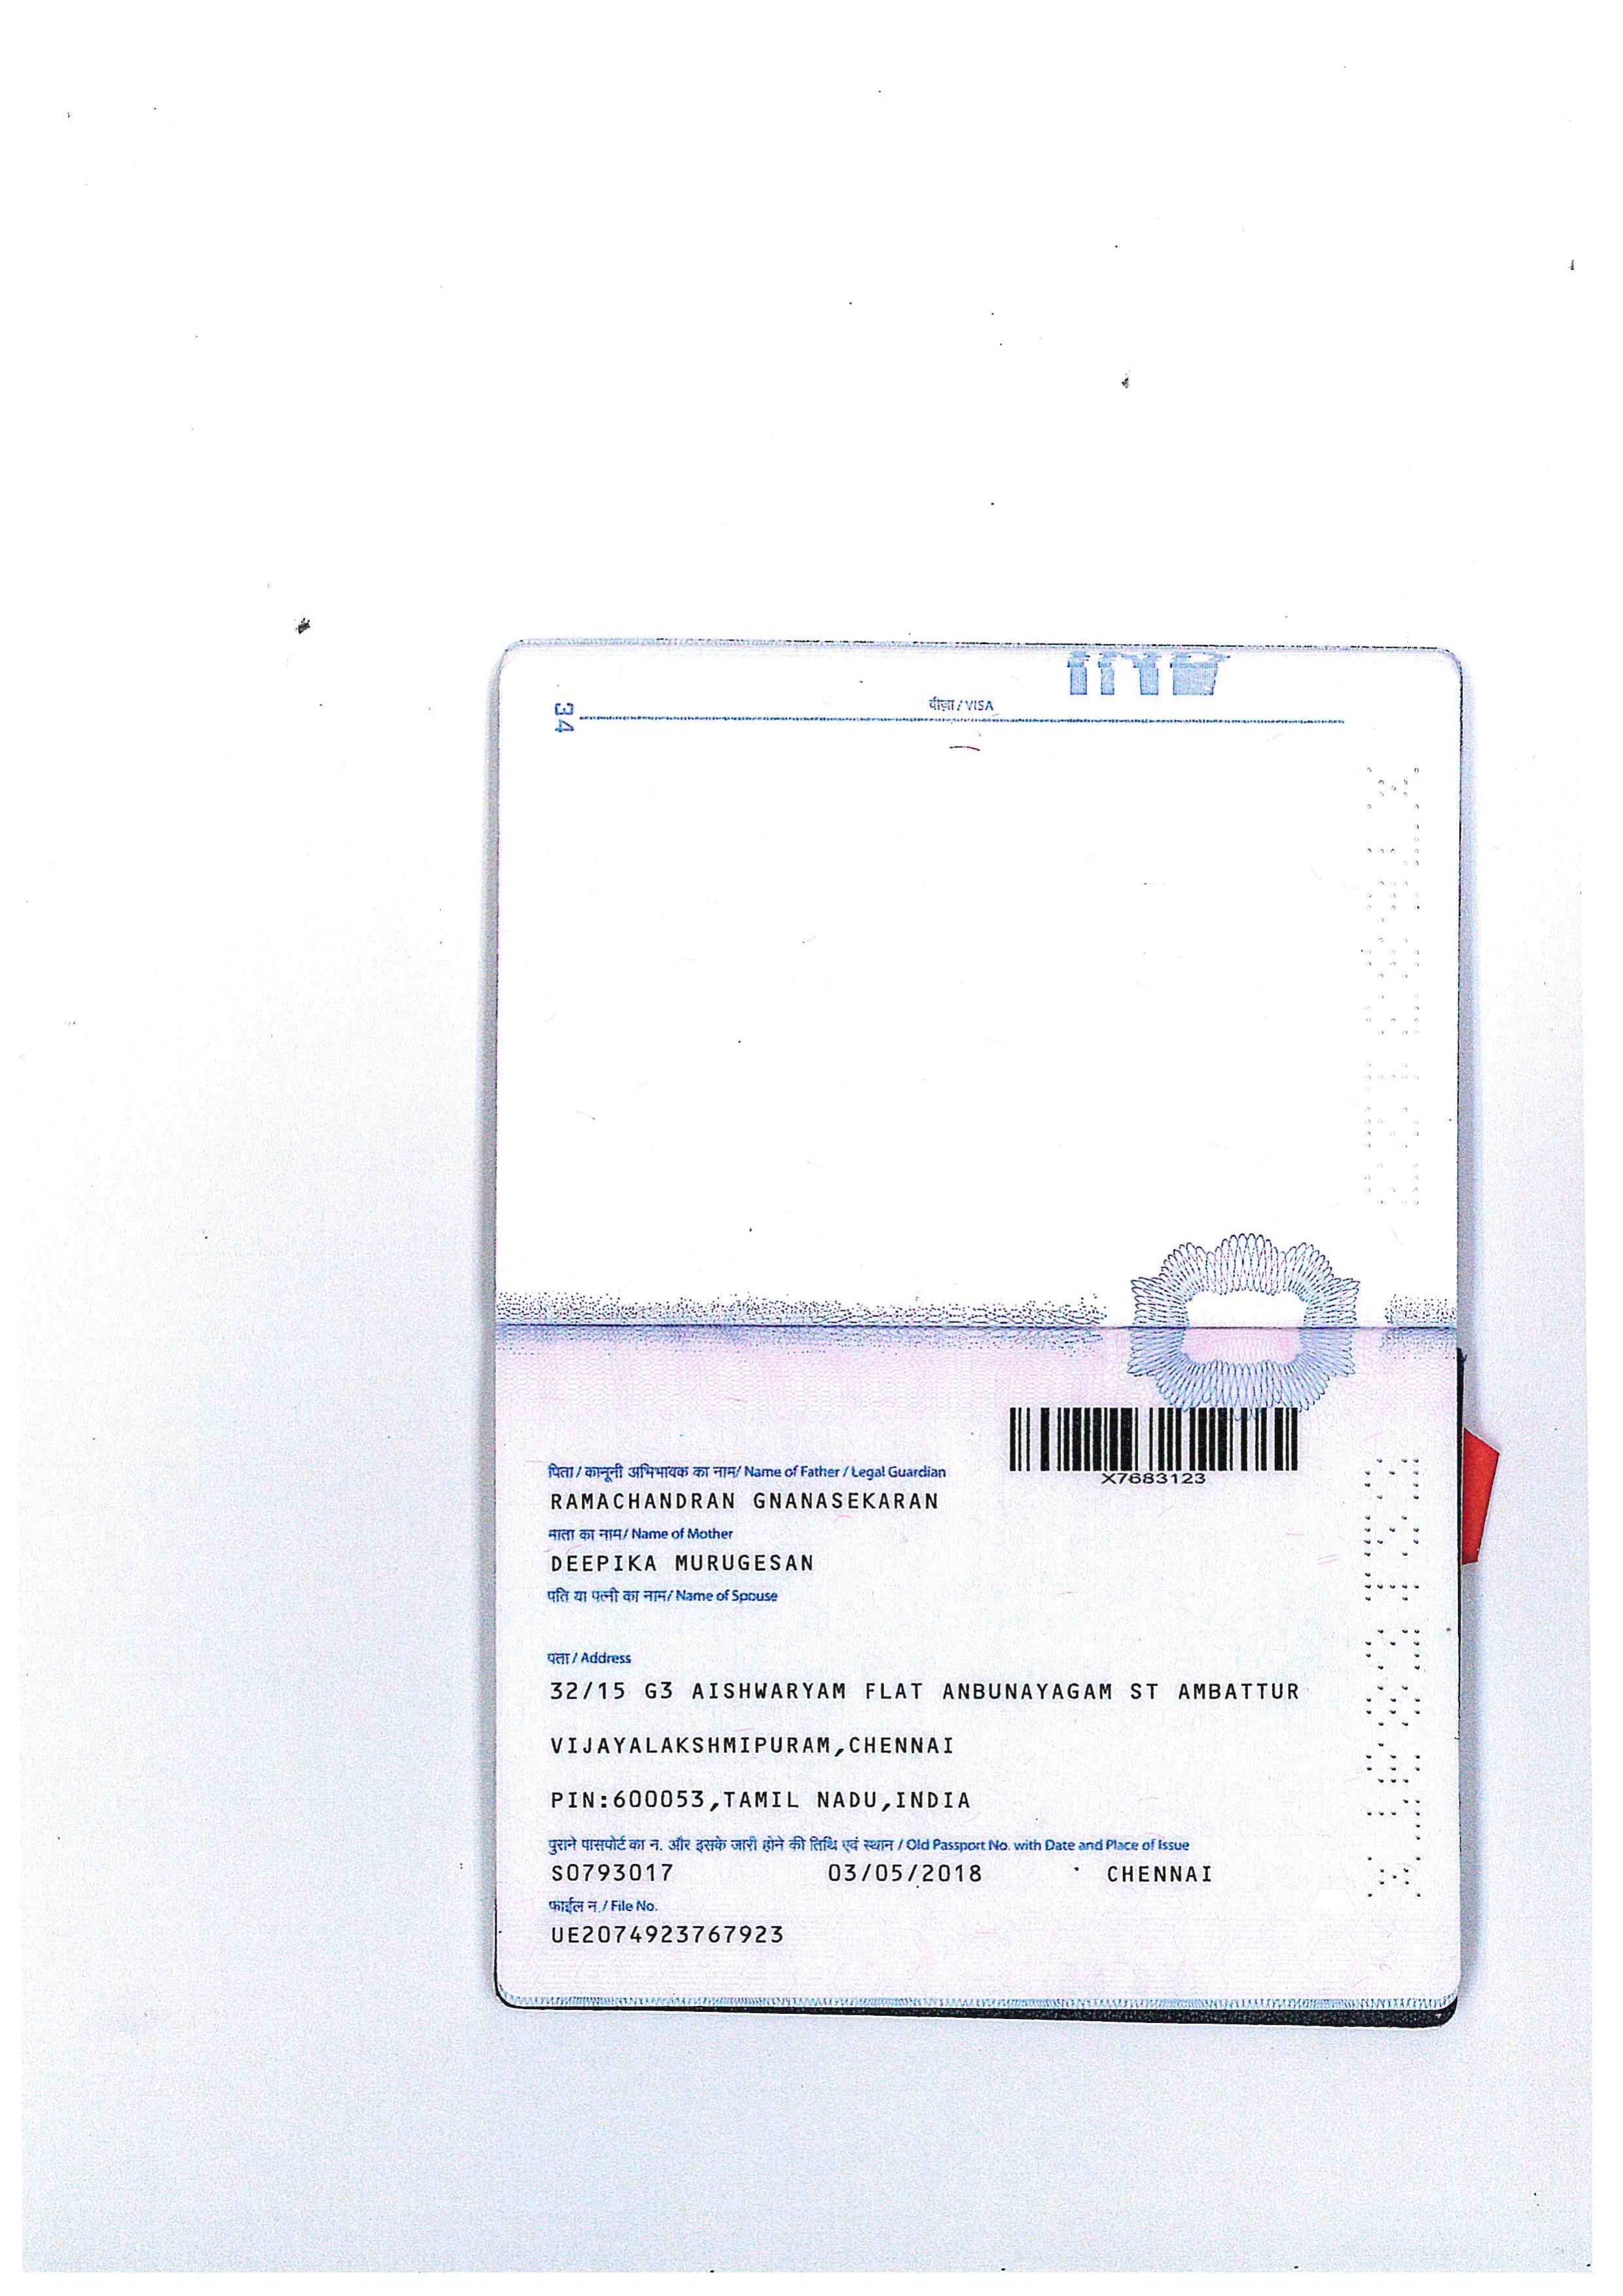 34
वीज़ा / VISA
X7683123
पिता / कानूनी अभिभावक का नाम/ Name of Father / Legal Guardian
RAMACHANDRAN GNANASEKARAN
माता का नाम/ Name of Mother
DEEPIKA MURUGESAN
पति या पत्नी का नाम/ Name of Spouse
पता / Address
32/15 G3 AISHWARYAM FLAT ANBUNAYAGAM ST AMBATTUR
VIJAYALAKSHMIPURAM,CHENNAI
PIN:600053,TAMIL NADU,INDIA
पुराने पासपोर्ट का न. और इसके जारी होने की तिथि एवं स्थान / Old Passport No. with Date and Place of Issue
S0793017 03/05/2018 CHENNAI
फाईल न./ File No.
UE2074923767923